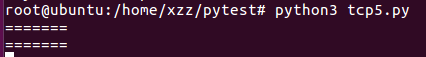 root@ubuntu:/home/xzz/pytest# python3 tcp5.py
=======
=======